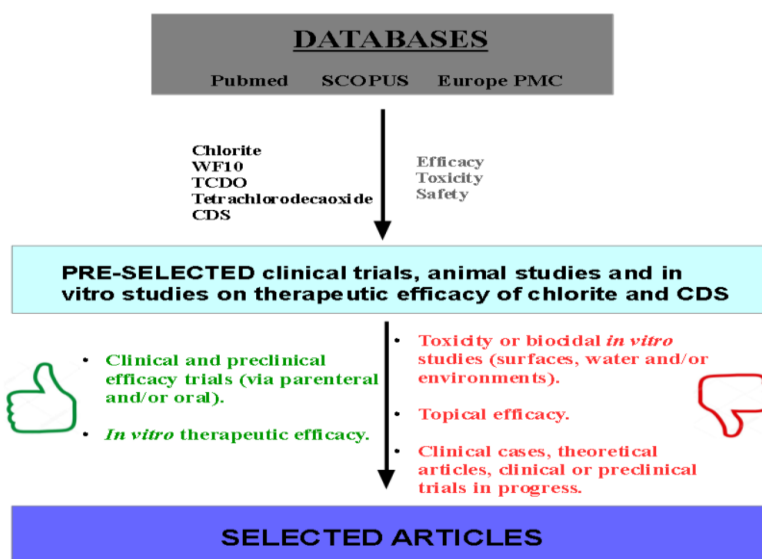 DATABASES
Pubmed SCOPUS Europe PMC
Chlorite
WF10
TCDO
Tetrachlorodecaoxide
CDS
Efficacy
Toxicity
Safety
PRE-SELECTED clinical trials, animal studies and in
vitro studies on therapeutic efficacy of chlorite and CDS
• Clinical and preclinical
efficacy trials (via parenteral
and/or oral).
• In vitro therapeutic efficacy.
• Toxicity or biocidal in vitro
studies (surfaces, water and/or
environments).
• Topical efficacy.
• Clinical cases, theoretical
articles, clinical or preclinical
trials in progress.
SELECTED ARTICLES